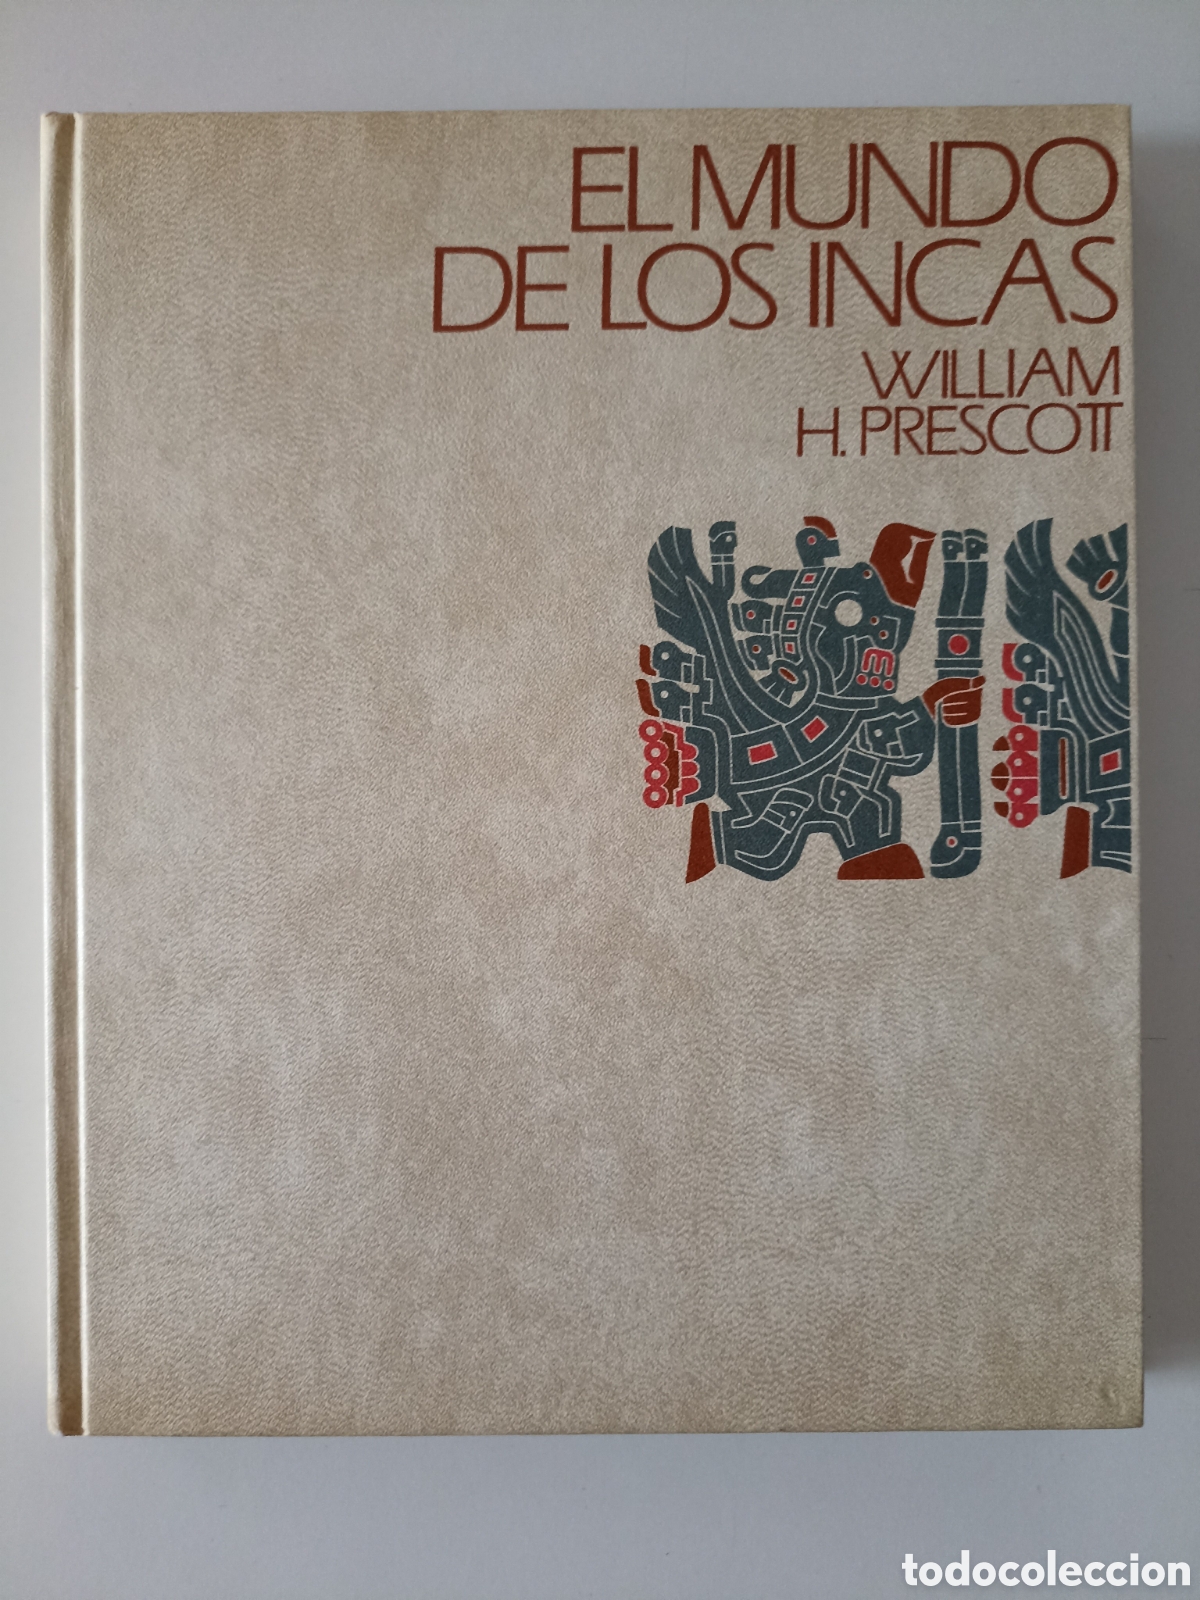 EL MUNDO
DE LOS INCAS
WILLIAM
H. PRESCOTT
todocoleccion